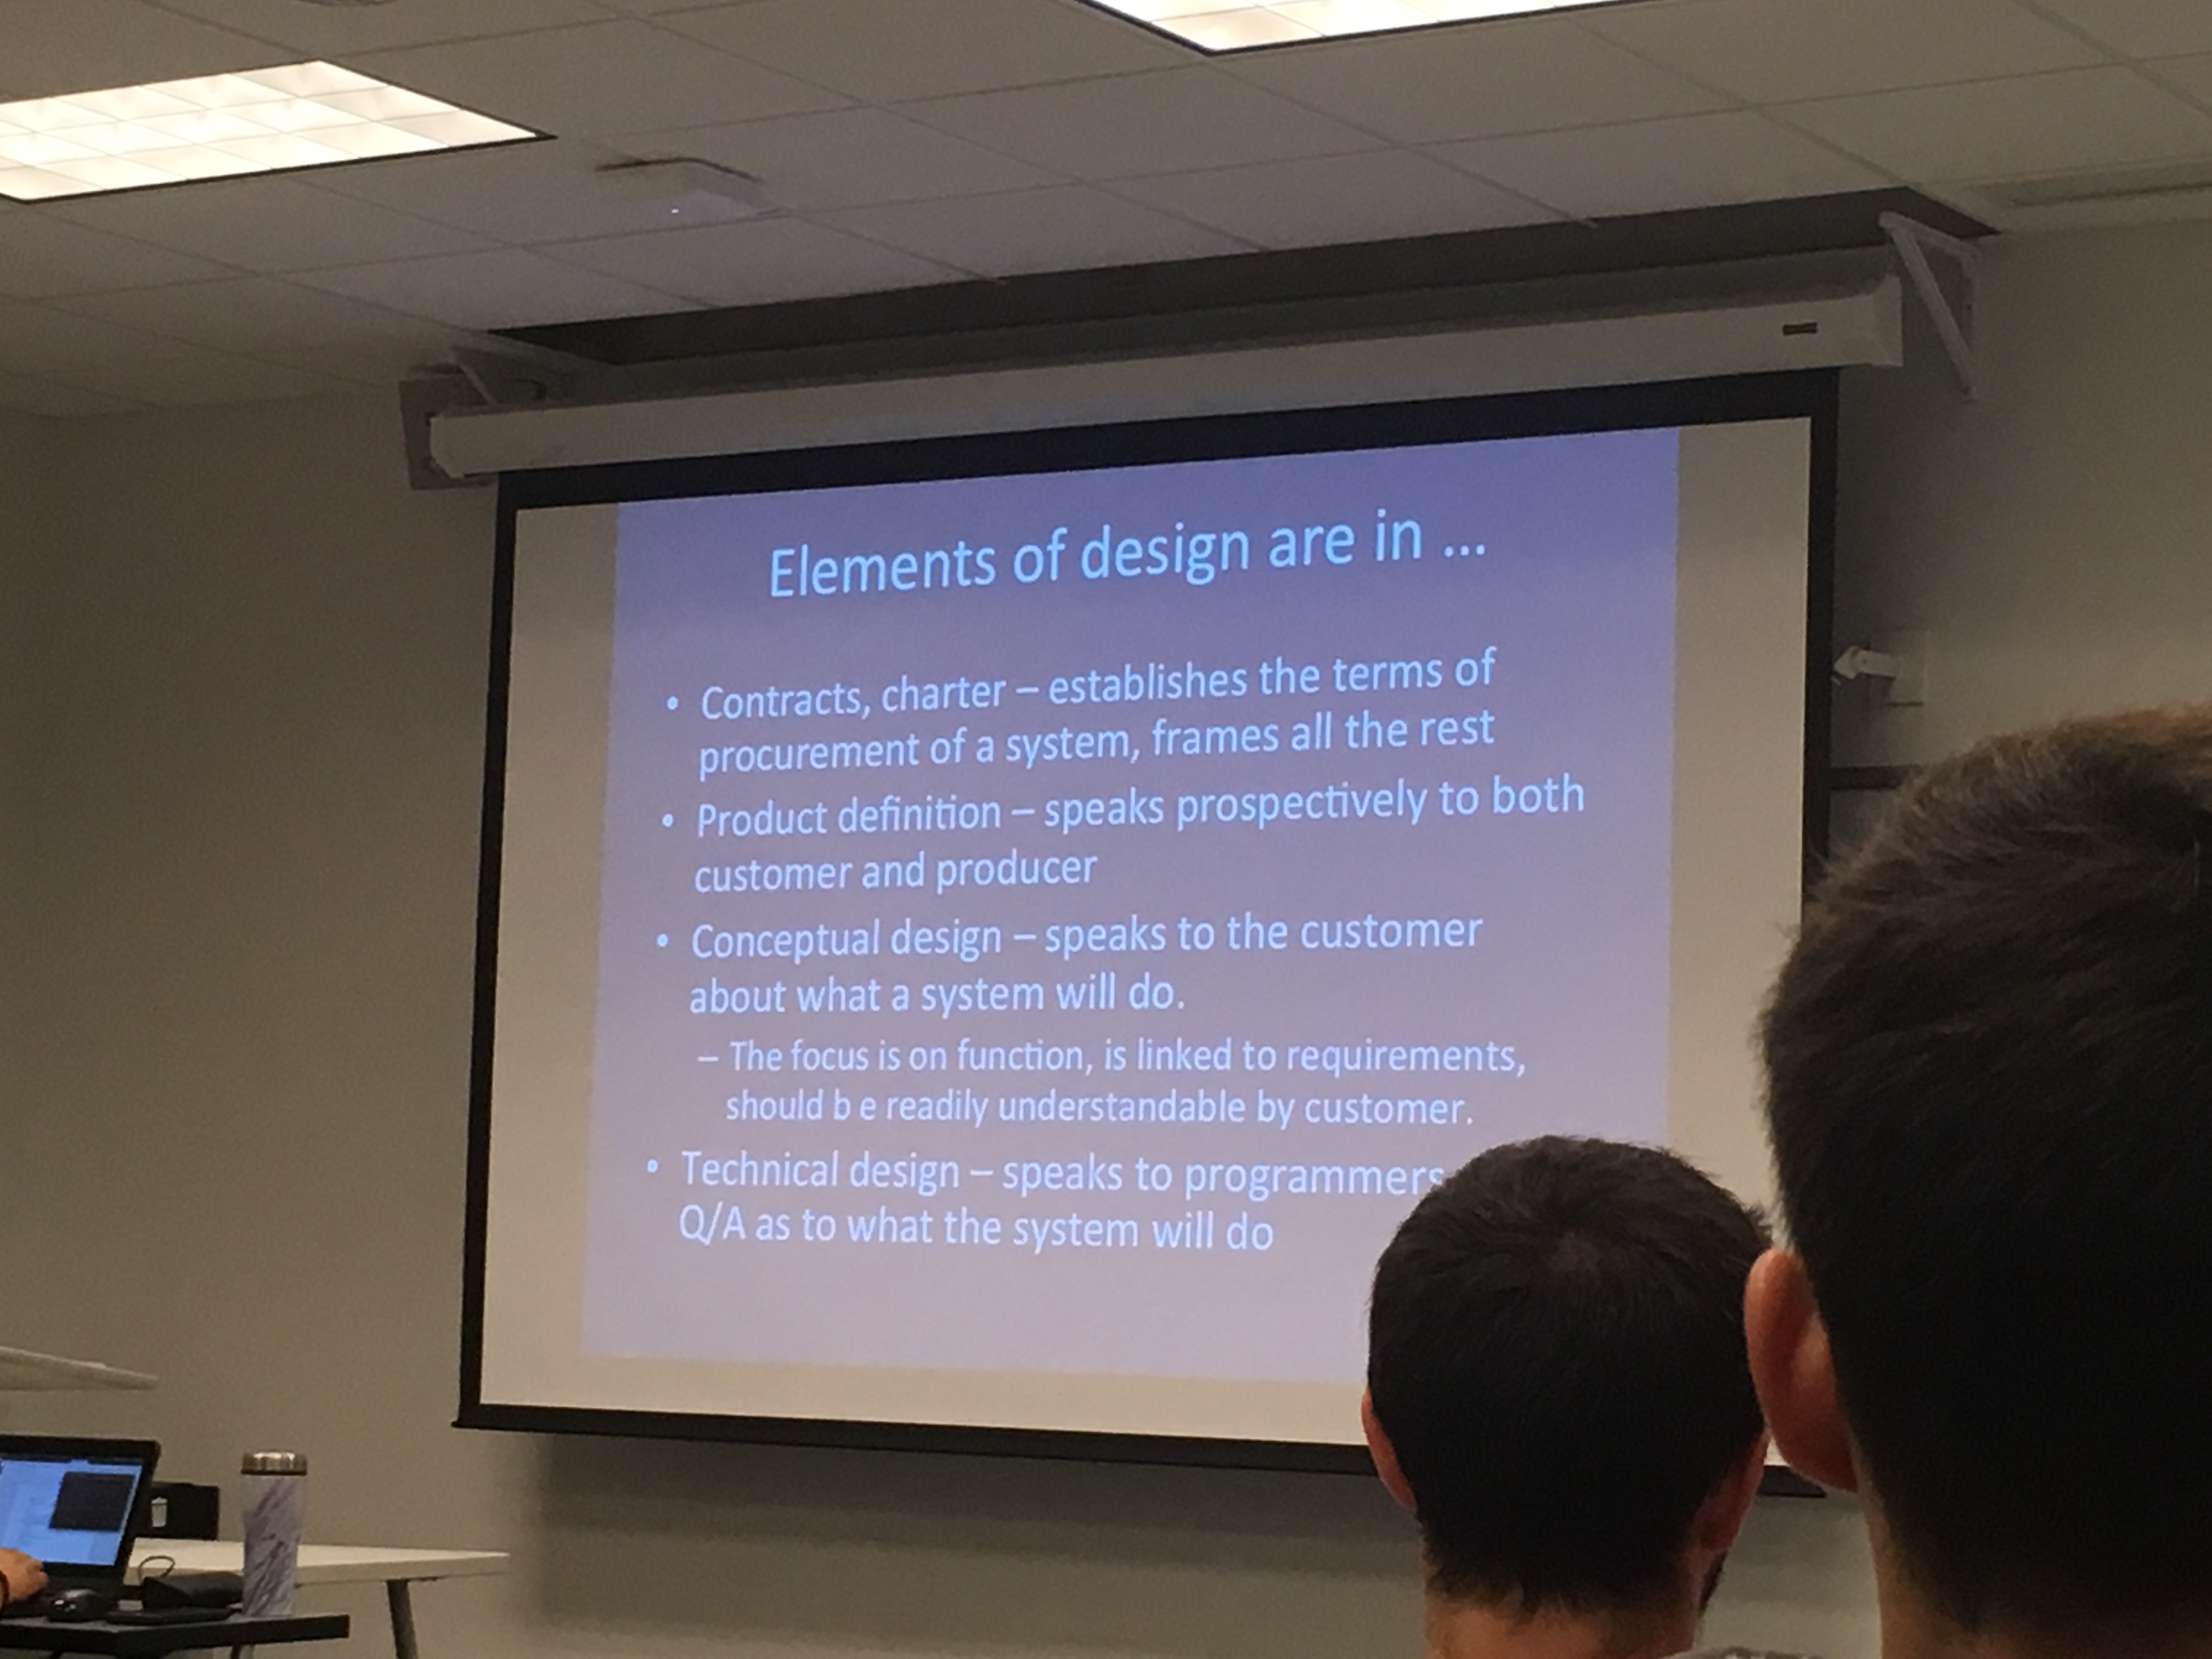 Elements of design are in ...
• Contracts, charter – establishes the terms of
procurement of a system, frames all the rest
• Product definition – speaks prospectively to both
customer and producer
• Conceptual design – speaks to the customer
about what a system will do.
– The focus is on function, is linked to requirements,
should b e readily understandable by customer.
• Technical design – speaks to programmers
Q/A as to what the system will do